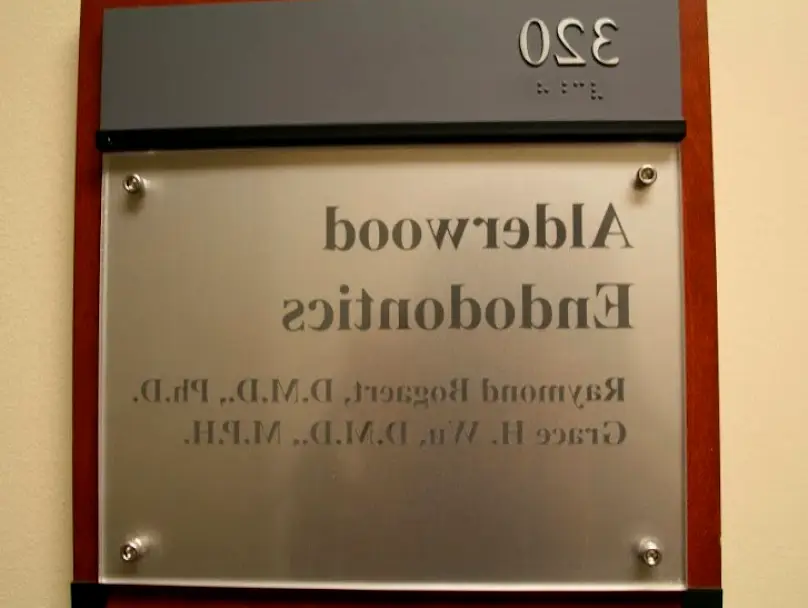 320
Alderwood
Endodontics
Raymond Bogaert, D.M.D., Ph.D.
Grace H. Wu, D.M.D., M.P.H.